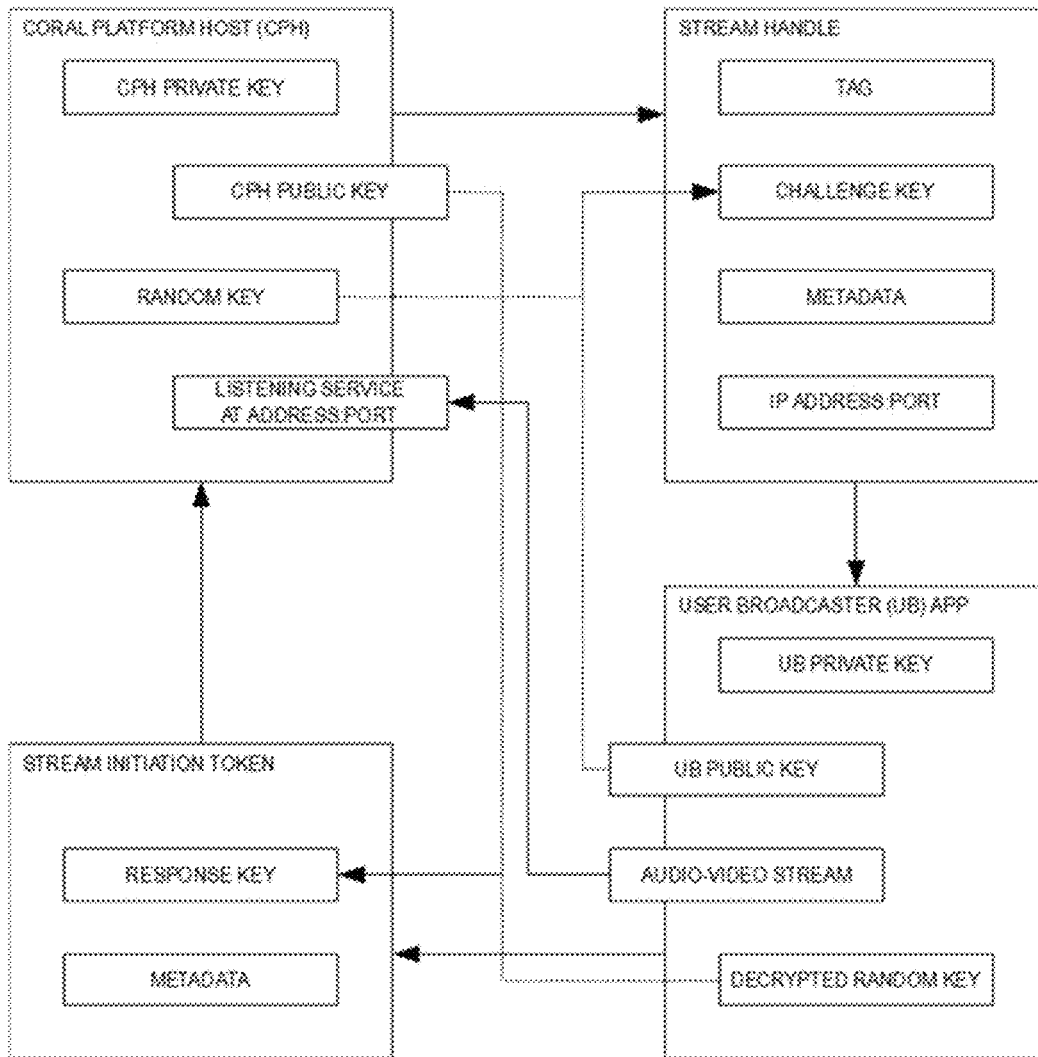 CORAL PLATFORM HOST (CPH)
CPH PRIVATE KEY
CPH PUBLIC KEY
RANDOM KEY
LISTENING SERVICE
AT ADDRESS:PORT
STREAM HANDLE
TAG
CHALLENGE KEY
METADATA
IP ADDRESS:PORT
STREAM INITIATION TOKEN
RESPONSE KEY
METADATA
USER BROADCASTER (UB) APP
UB PRIVATE KEY
UB PUBLIC KEY
AUDIO-VIDEO STREAM
DECRYPTED RANDOM KEY